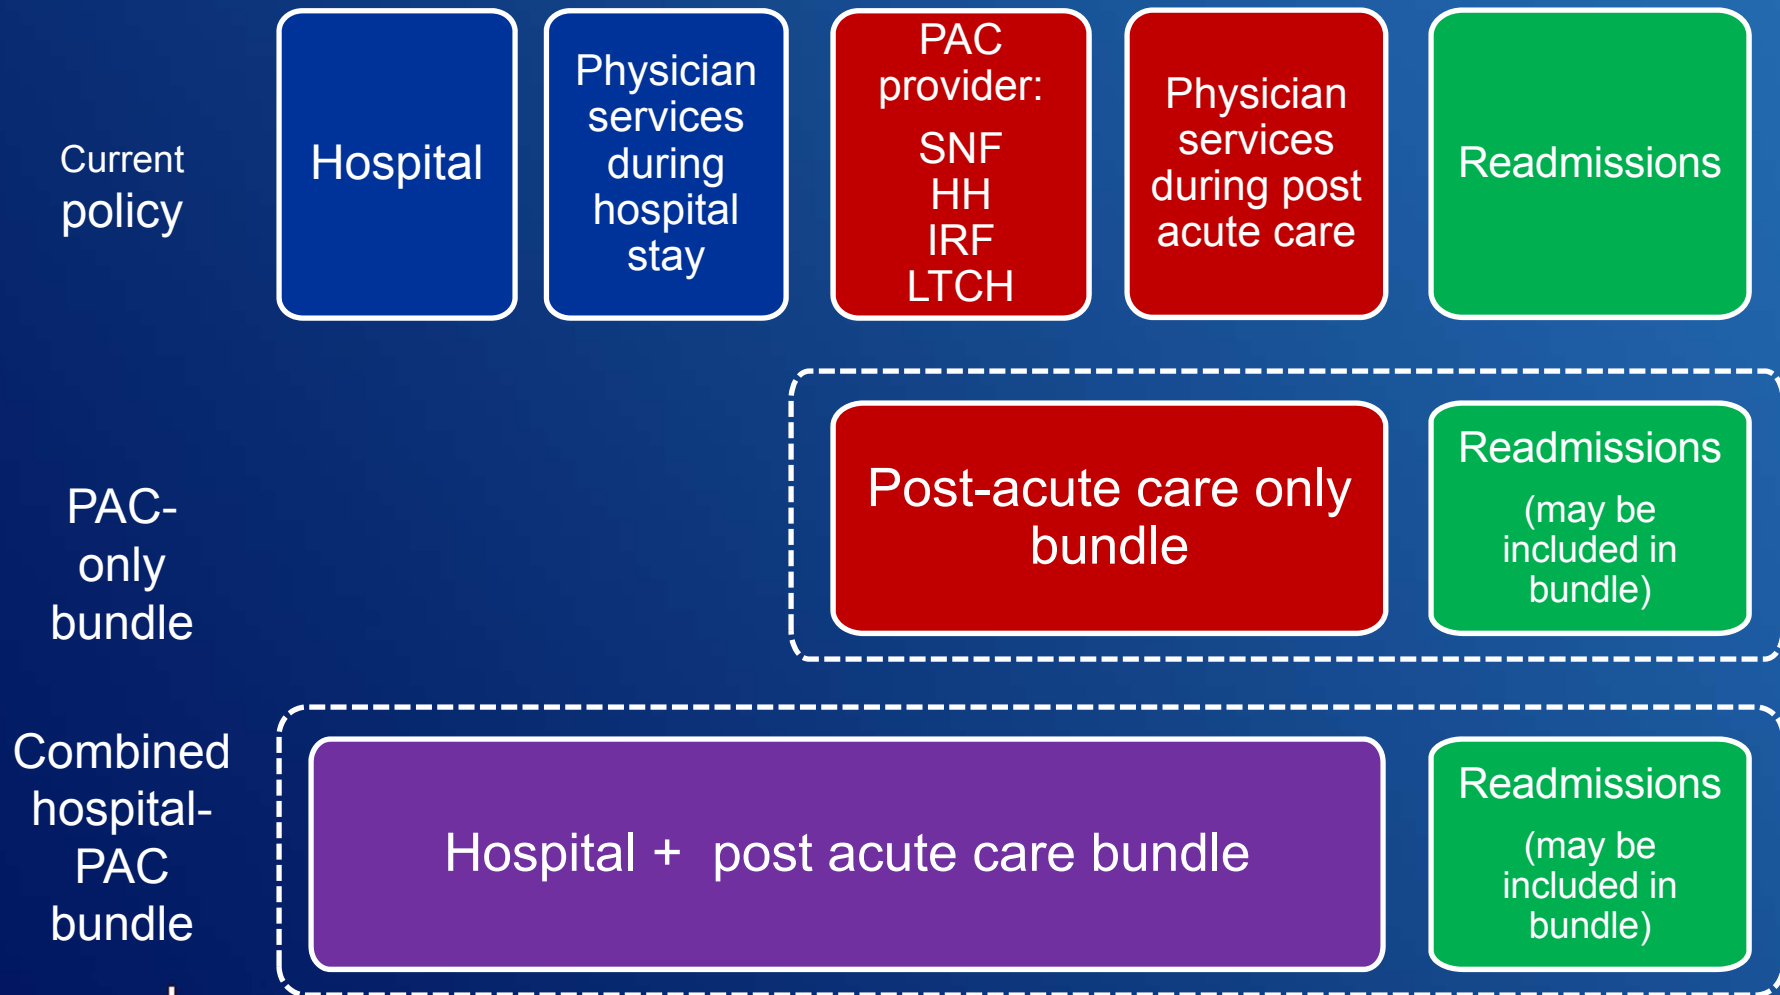 Current
policy
Hospital
Physician
services
during
hospital
stay
PAC
provider:
SNF
HH
IRF
LTCH
Physician
services
during post
acute care
Readmissions
PAC-
only
bundle
Post-acute care only
bundle
Readmissions
(may be
included in
bundle)
Combined
hospital-
PAC
bundle
Hospital + post acute care bundle
Readmissions
(may be
included in
bundle)